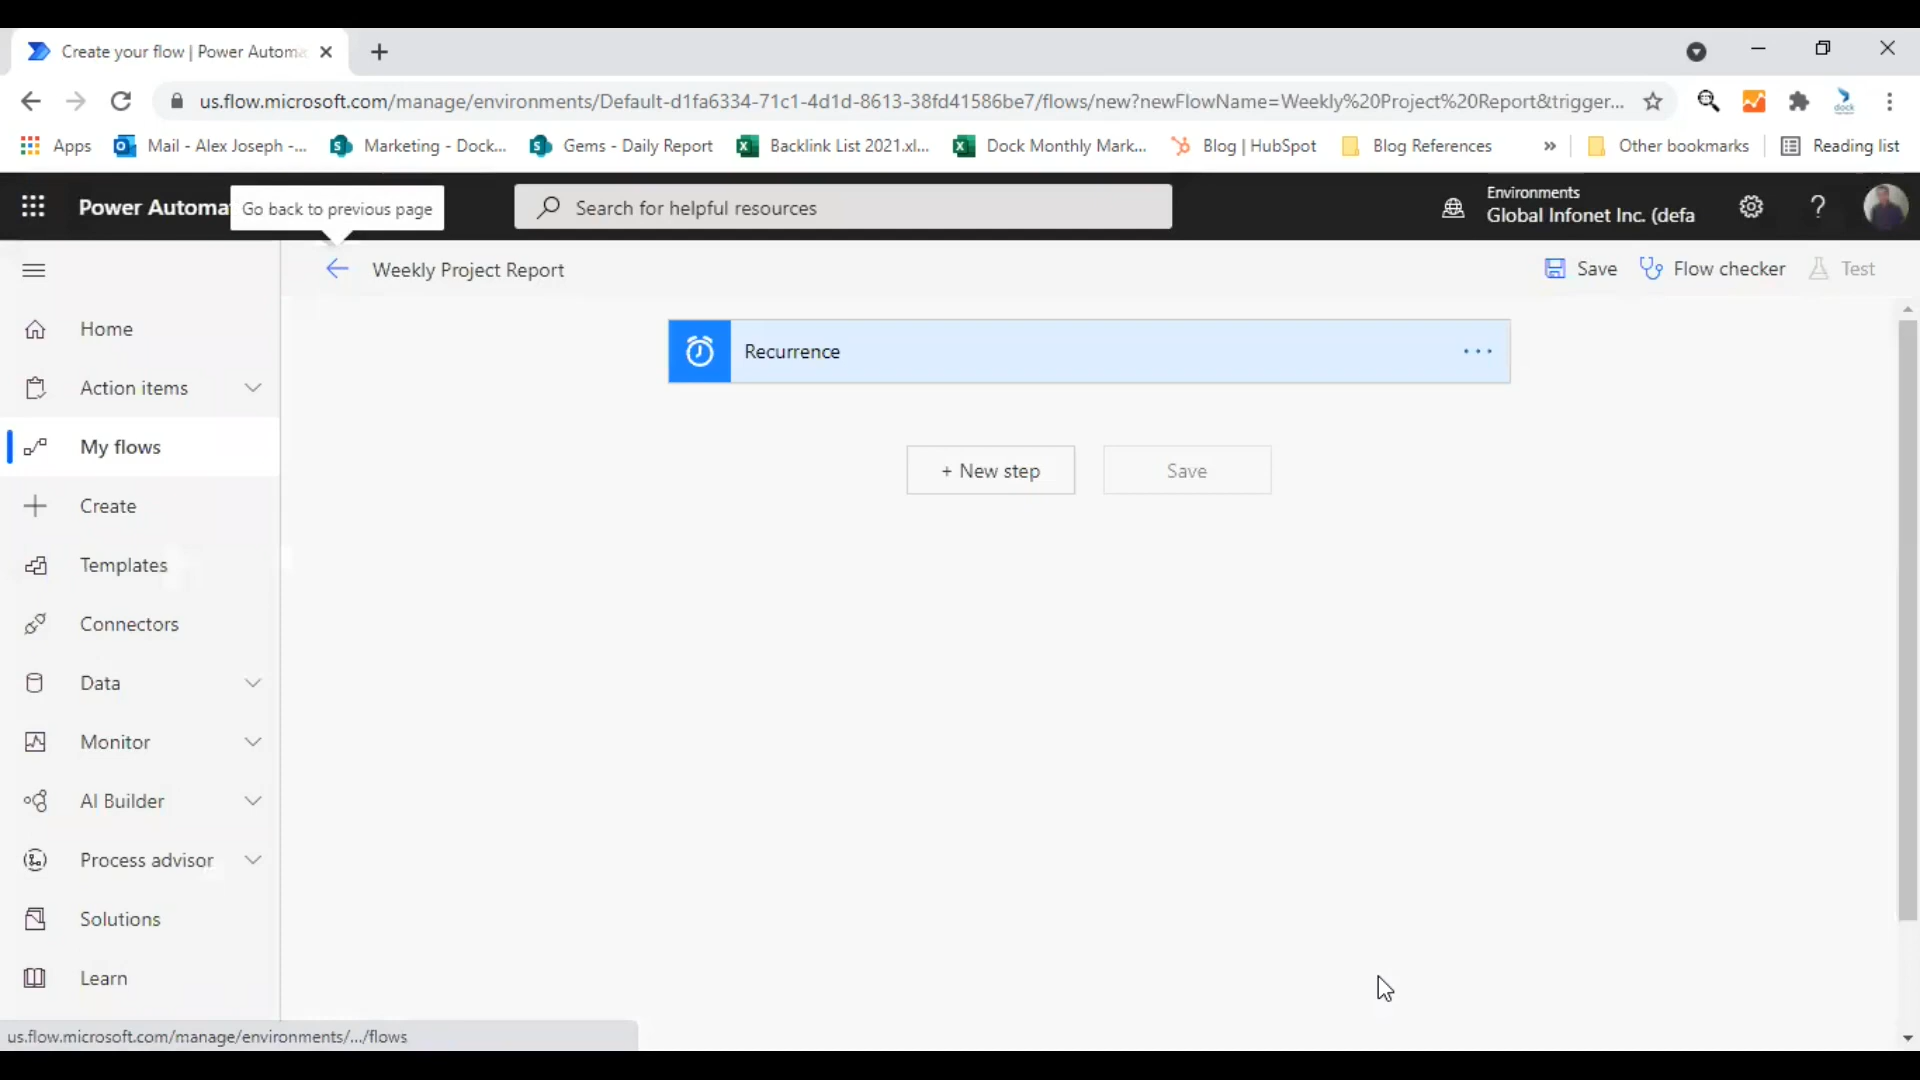 Create your flow | Power Automa
us.flow.microsoft.com/manage/environments/Default-d1fa6334-71c1-4d1d-8613-38fd41586be7/flows/new?newFlowName=Weekly%20Project%20Report&trigger...
dock
Apps
Mail - Alex Joseph -...
Marketing - Dock...
Gems - Daily Report
Backlink List 2021.xl...
Dock Monthly Mark...
Blog | HubSpot
Blog References
»
Other bookmarks
Reading list
Power Automa
Go back to previous page
Search for helpful resources
Environments
Global Infonet Inc. (defa
?
Weekly Project Report
Save
Flow checker
Test
Home
Action items
My flows
Create
Templates
Connectors
Data
Monitor
AI Builder
Process advisor
Solutions
Learn
Recurrence
...
+ New step
Save
us.flow.microsoft.com/manage/environments/.../flows